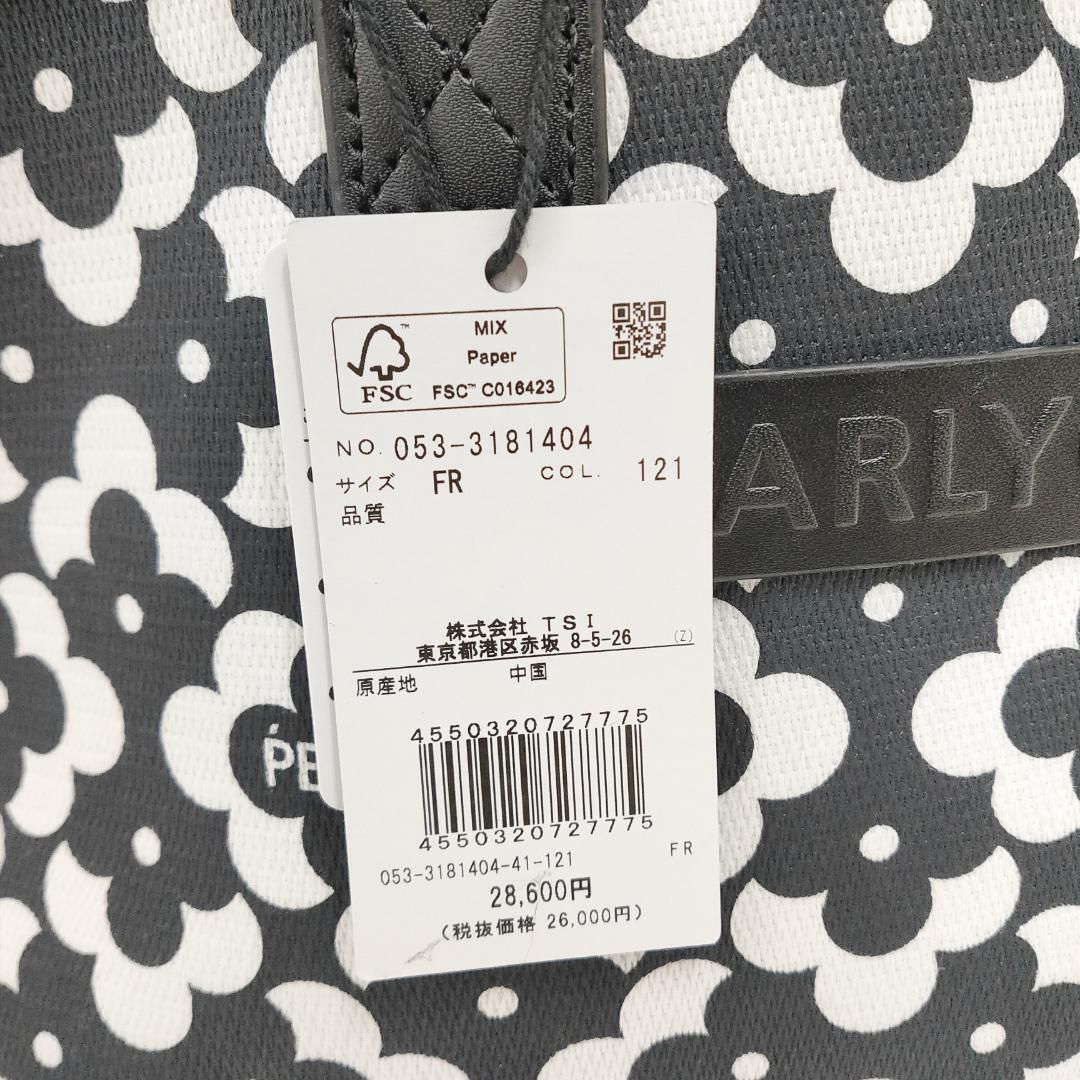 MIX
Paper
FSC™
FSC™ C016423
NO. 053-3181404
サイズ FR COL. 121
品質
株式会社 TSI
東京都港区赤坂 8-5-26 (Z)
原産地 中国
4550320727775
4550320727775
053-3181404-41-121 FR
28,600円
(税抜価格 26,000円)
ARLY
PE